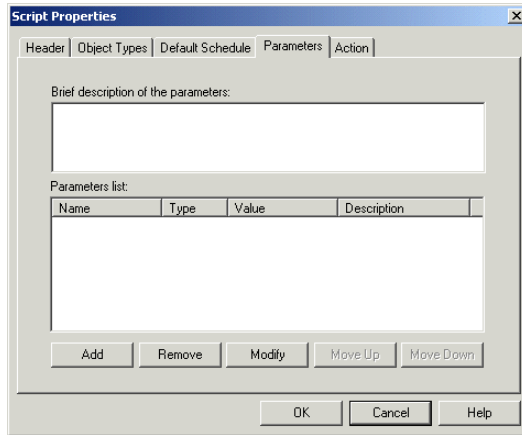 Script Properties
Header Object Types Default Schedule Parameters Action
Brief description of the parameters:
Parameters list:
Name Type Value Description
Add Remove Modify Move Up Move Down
OK Cancel Help